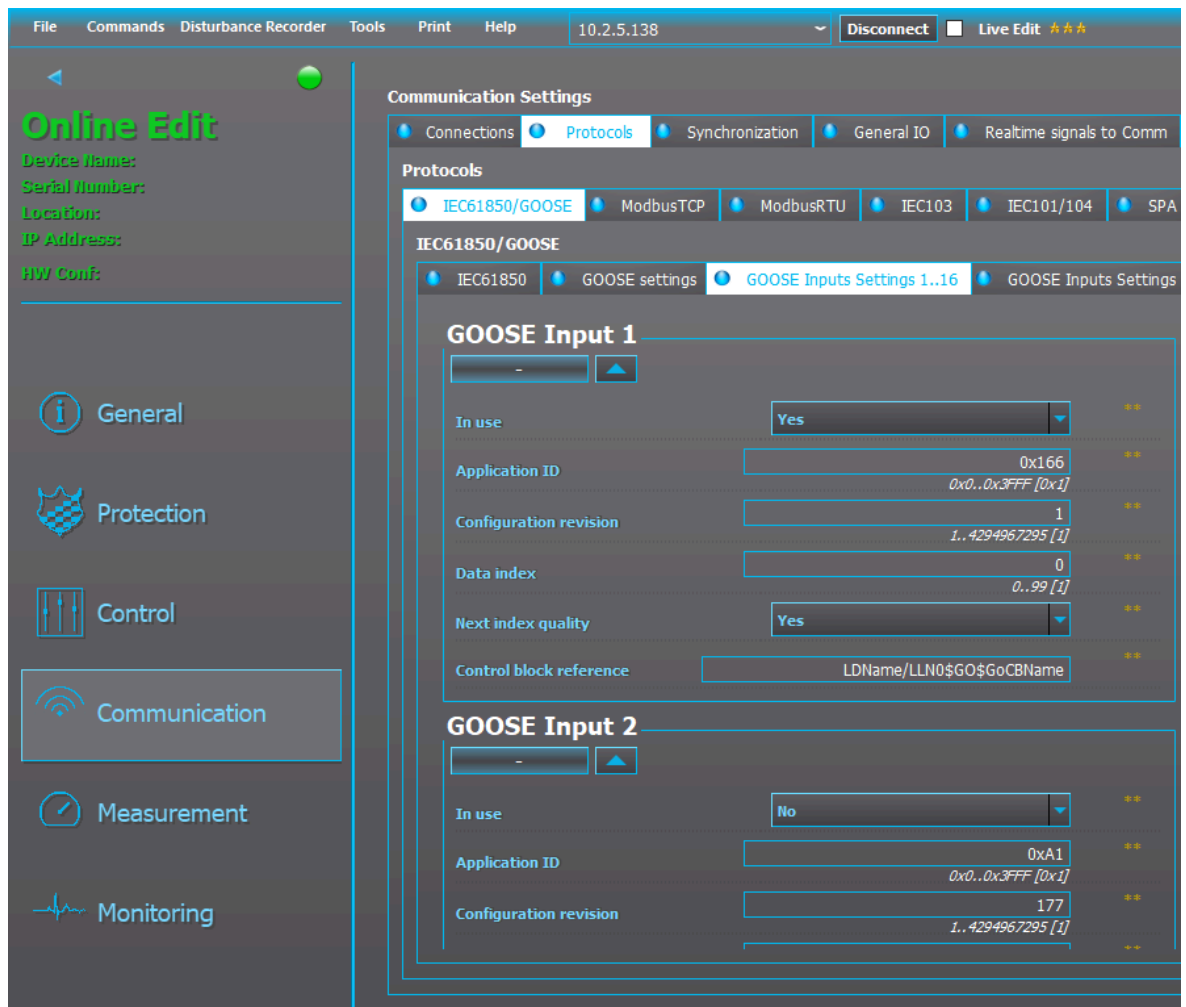 File Commands Disturbance Recorder Tools Print Help 10.2.5.138 Disconnect Live Edit ***
Online Edit
Device Name:
Serial Number:
Location:
IP Address:
HW Conf:
General
Protection
Control
Communication
Measurement
Monitoring
Communication Settings
Connections Protocols Synchronization General IO Realtime signals to Comm
Protocols
IEC61850/GOOSE ModbusTCP ModbusRTU IEC103 IEC101/104 SPA
IEC61850/GOOSE
IEC61850 GOOSE settings GOOSE Inputs Settings 1..16 GOOSE Inputs Settings
GOOSE Input 1
-
In use Yes **
Application ID 0x166 **
0x0..0x3FFF [0x1]
Configuration revision 1 **
1..4294967295 [1]
Data index 0 **
0..99 [1]
Next index quality Yes **
Control block reference LDName/LLN0$GO$GoCBName **
GOOSE Input 2
-
In use No **
Application ID 0xA1 **
0x0..0x3FFF [0x1]
Configuration revision 177 **
1..4294967295 [1]
**